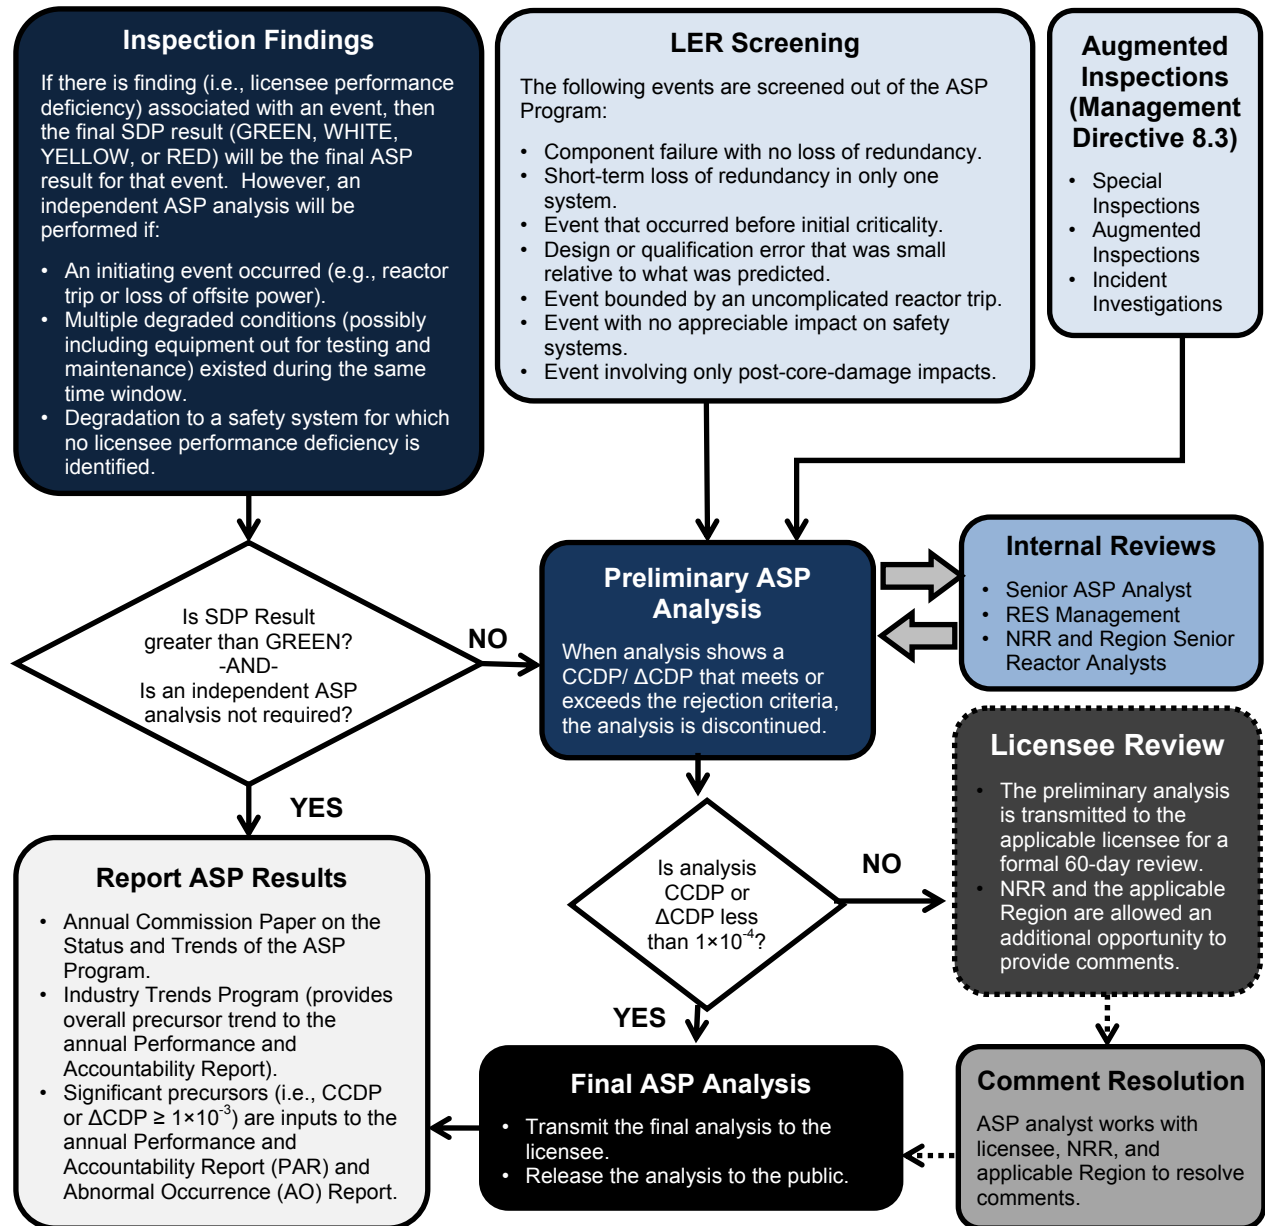 Inspection Findings
If there is finding (i.e., licensee performance
deficiency) associated with an event, then
the final SDP result (GREEN, WHITE,
YELLOW, or RED) will be the final ASP
result for that event.  However, an
independent ASP analysis will be
performed if:
• An initiating event occurred (e.g., reactor
trip or loss of offsite power).
• Multiple degraded conditions (possibly
including equipment out for testing and
maintenance) existed during the same
time window.
• Degradation to a safety system for which
no licensee performance deficiency is
identified.
LER Screening
The following events are screened out of the ASP
Program:
• Component failure with no loss of redundancy.
• Short-term loss of redundancy in only one
system.
• Event that occurred before initial criticality.
• Design or qualification error that was small
relative to what was predicted.
• Event bounded by an uncomplicated reactor trip.
• Event with no appreciable impact on safety
systems.
• Event involving only post-core-damage impacts.
Augmented
Inspections
(Management
Directive 8.3)
• Special
Inspections
• Augmented
Inspections
• Incident
Investigations
Is SDP Result
greater than GREEN?
-AND-
Is an independent ASP
analysis not required?
NO
YES
Preliminary ASP
Analysis
When analysis shows a
CCDP/ ΔCDP that meets or
exceeds the rejection criteria,
the analysis is discontinued.
Internal Reviews
• Senior ASP Analyst
• RES Management
• NRR and Region Senior
Reactor Analysts
Is analysis
CCDP or
ΔCDP less
than 1×10⁻⁴?
NO
YES
Licensee Review
• The preliminary analysis
is transmitted to the
applicable licensee for a
formal 60-day review.
• NRR and the applicable
Region are allowed an
additional opportunity to
provide comments.
Comment Resolution
ASP analyst works with
licensee, NRR, and
applicable Region to resolve
comments.
Final ASP Analysis
• Transmit the final analysis to the
licensee.
• Release the analysis to the public.
Report ASP Results
• Annual Commission Paper on the
Status and Trends of the ASP
Program.
• Industry Trends Program (provides
overall precursor trend to the
annual Performance and
Accountability Report).
• Significant precursors (i.e., CCDP
or ΔCDP ≥ 1×10⁻³) are inputs to the
annual Performance and
Accountability Report (PAR) and
Abnormal Occurrence (AO) Report.